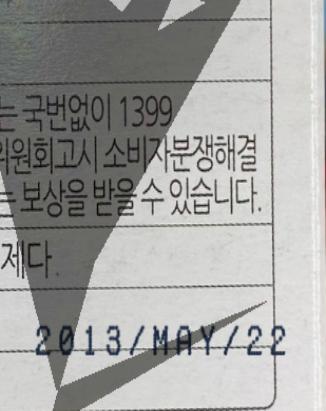 는 국번없이 1399
위원회고시 소비자분쟁해결
는 보상을 받을 수 있습니다.
제다.
2013/MAY/22